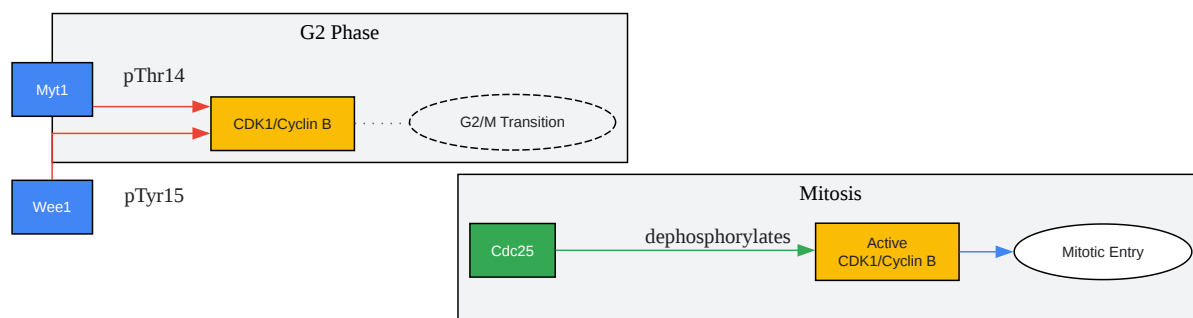 G2 Phase
Myt1
pThr14
CDK1/Cyclin B
G2/M Transition
Wee1
pTyr15
Mitosis
Cdc25
dephosphorylates
Active
CDK1/Cyclin B
Mitotic Entry